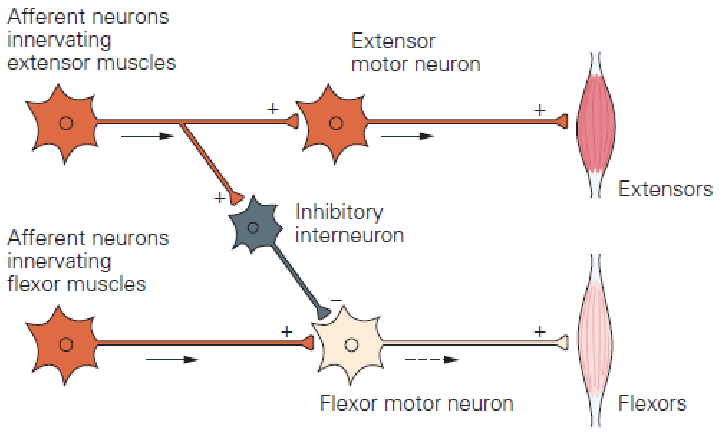 Afferent neurons
innervating
extensor muscles
Extensor
motor neuron
+
+
Extensors
+
Inhibitory
interneuron
Afferent neurons
innervating
flexor muscles
−
+
+
Flexor motor neuron
Flexors